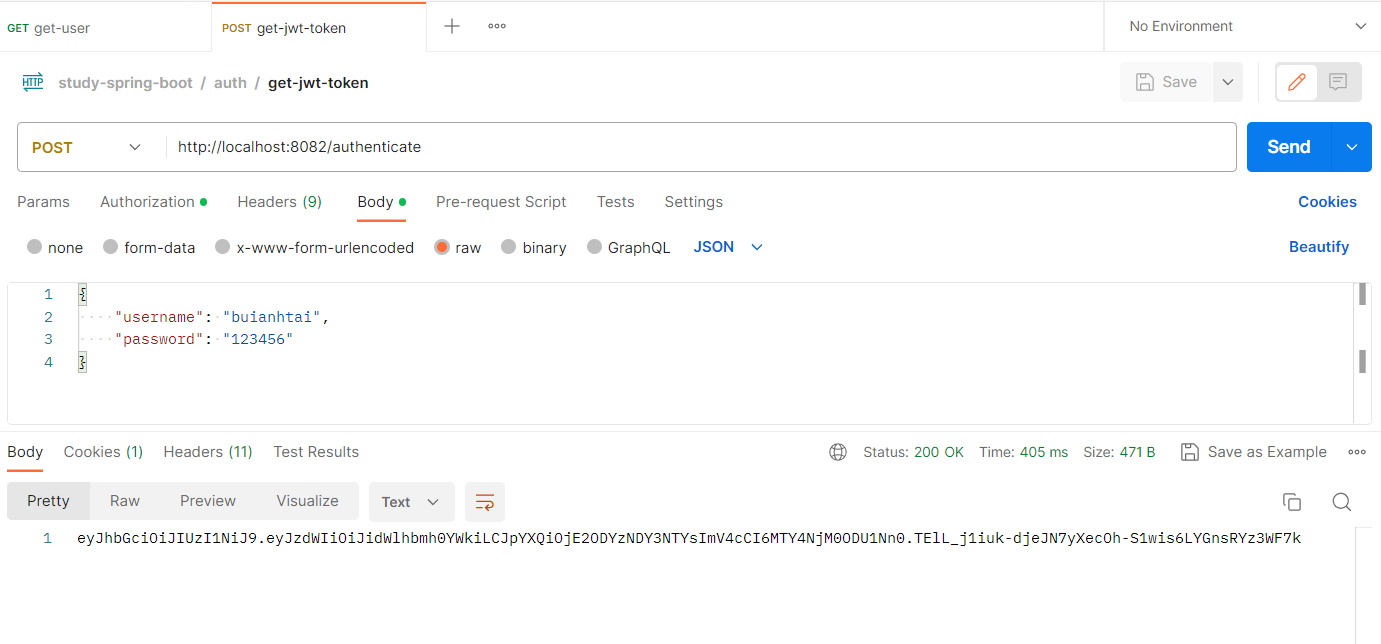 GET get-user POST get-jwt-token No Environment
HTTP study-spring-boot / auth / get-jwt-token Save
POST http://localhost:8082/authenticate Send
Params Authorization Headers (9) Body Pre-request Script Tests Settings Cookies
none form-data x-www-form-urlencoded raw binary GraphQL JSON Beautify
1 {
2 "username": "buianhtai",
3 "password": "123456"
4 }
Body Cookies (1) Headers (11) Test Results Status: 200 OK Time: 405 ms Size: 471 B Save as Example
Pretty Raw Preview Visualize Text
1 eyJhbGciOiJIUzI1NiJ9.eyJzdWIiOiJidWlhbmh0YWkiLCJpYXQiOjE2ODYzNDY3NTYsImV4cCI6MTY4NjM0ODU1Nn0.TElL_j1iuk-djeJN7yXecOh-S1wis6LYGnsRYz3WF7k